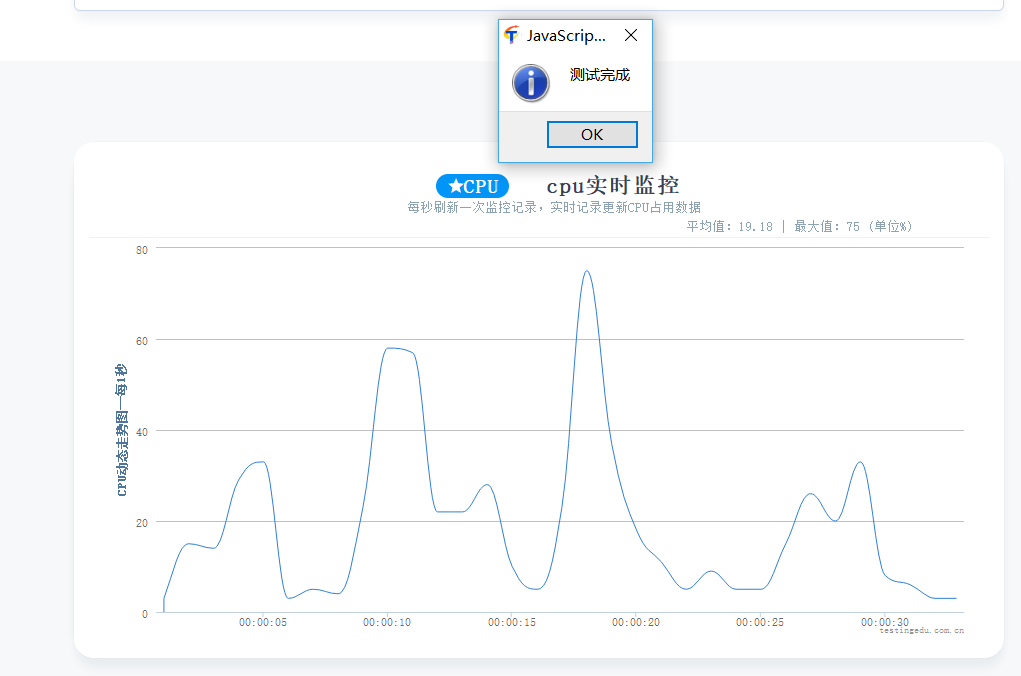 JavaScrip...
测试完成
OK
★CPU cpu实时监控
每秒刷新一次监控记录，实时记录更新CPU占用数据
平均值：19.18 | 最大值：75 (单位%)
CPU动态走势图—每1秒
80
60
40
20
0
00:00:05 00:00:10 00:00:15 00:00:20 00:00:25 00:00:30
testingedu.com.cn